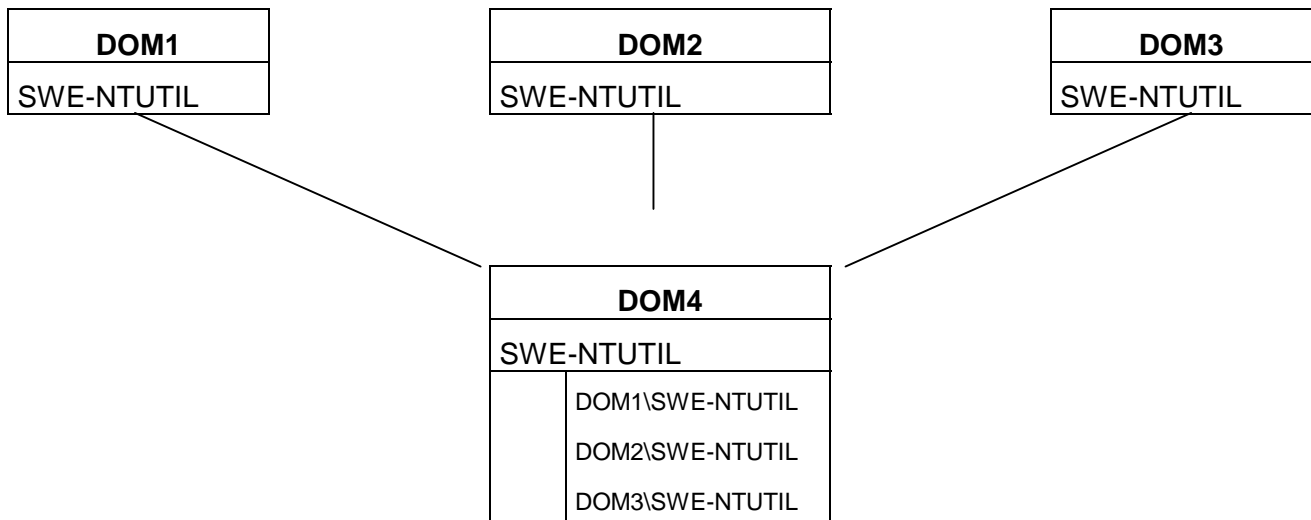 DOM1
DOM2
DOM3
SWE-NTUTIL
SWE-NTUTIL
SWE-NTUTIL
DOM4
SWE-NTUTIL
DOM1\SWE-NTUTIL
DOM2\SWE-NTUTIL
DOM3\SWE-NTUTIL